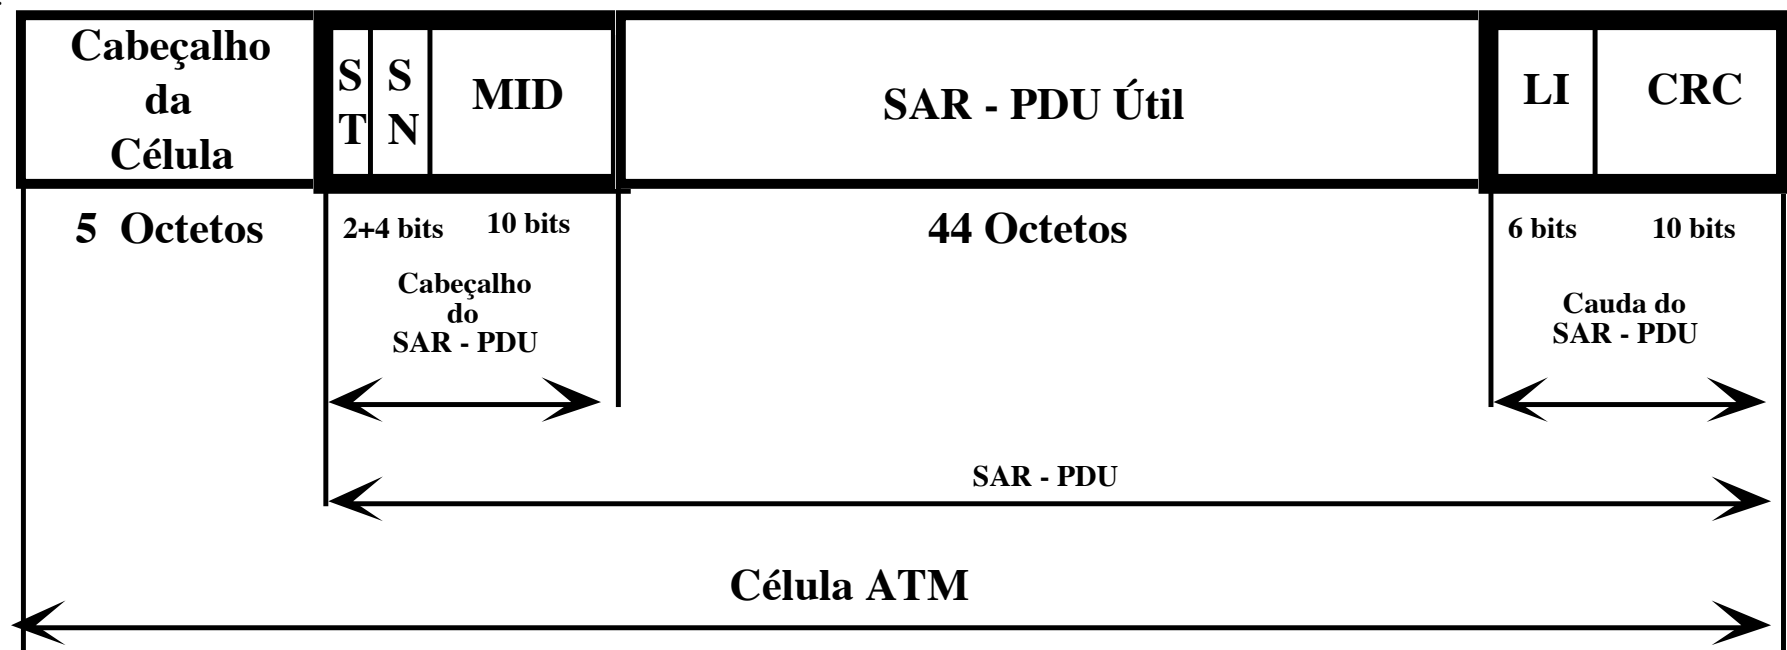 Cabeçalho
da
Célula
S
T
S
N
MID
SAR - PDU Útil
LI
CRC
5 Octetos
2+4 bits
10 bits
44 Octetos
6 bits
10 bits
Cabeçalho
do
SAR - PDU
Cauda do
SAR - PDU
SAR - PDU
Célula ATM